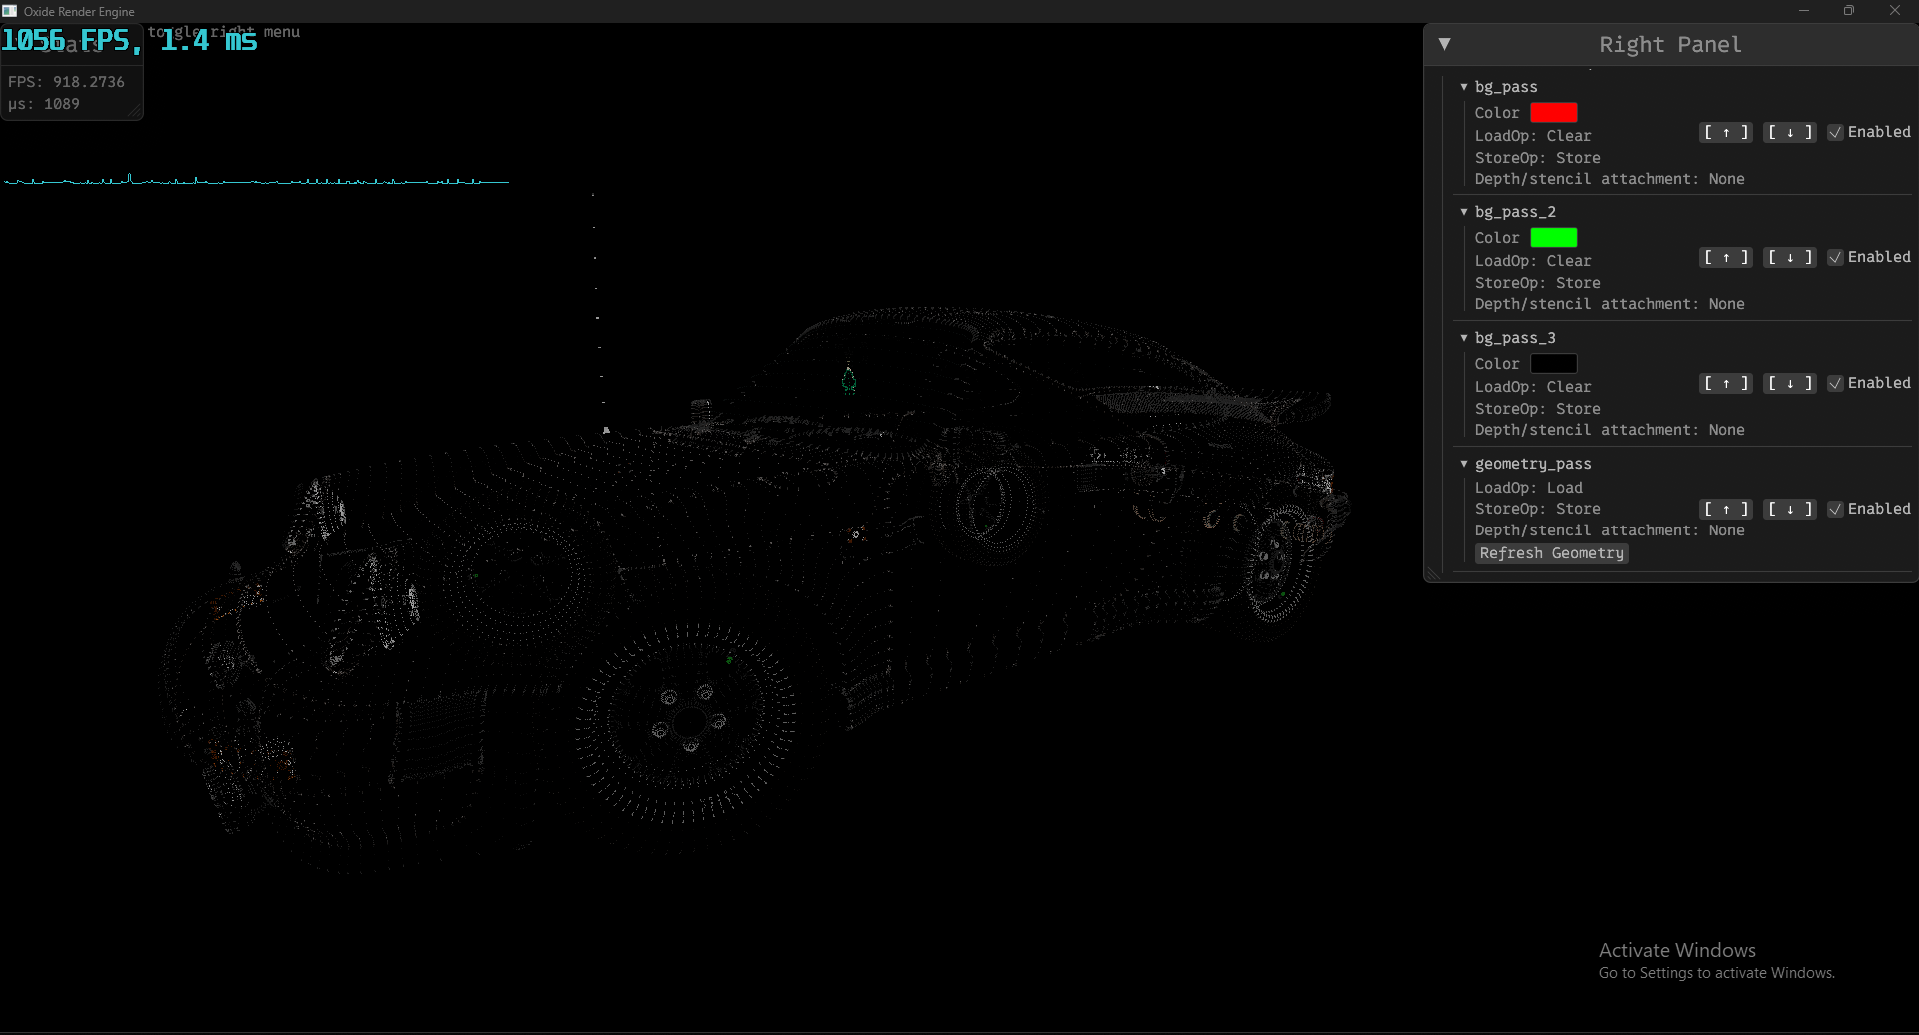 Oxide Render Engine
toggle right menu
1056 FPS, 1.4 ms
FPS: 918.2736
µs: 1089
Right Panel
bg_pass
Color
LoadOp: Clear
[ ↑ ] [ ↓ ] Enabled
StoreOp: Store
Depth/stencil attachment: None
bg_pass_2
Color
LoadOp: Clear
[ ↑ ] [ ↓ ] Enabled
StoreOp: Store
Depth/stencil attachment: None
bg_pass_3
Color
LoadOp: Clear
[ ↑ ] [ ↓ ] Enabled
StoreOp: Store
Depth/stencil attachment: None
geometry_pass
LoadOp: Load
StoreOp: Store
[ ↑ ] [ ↓ ] Enabled
Depth/stencil attachment: None
Refresh Geometry
Activate Windows
Go to Settings to activate Windows.